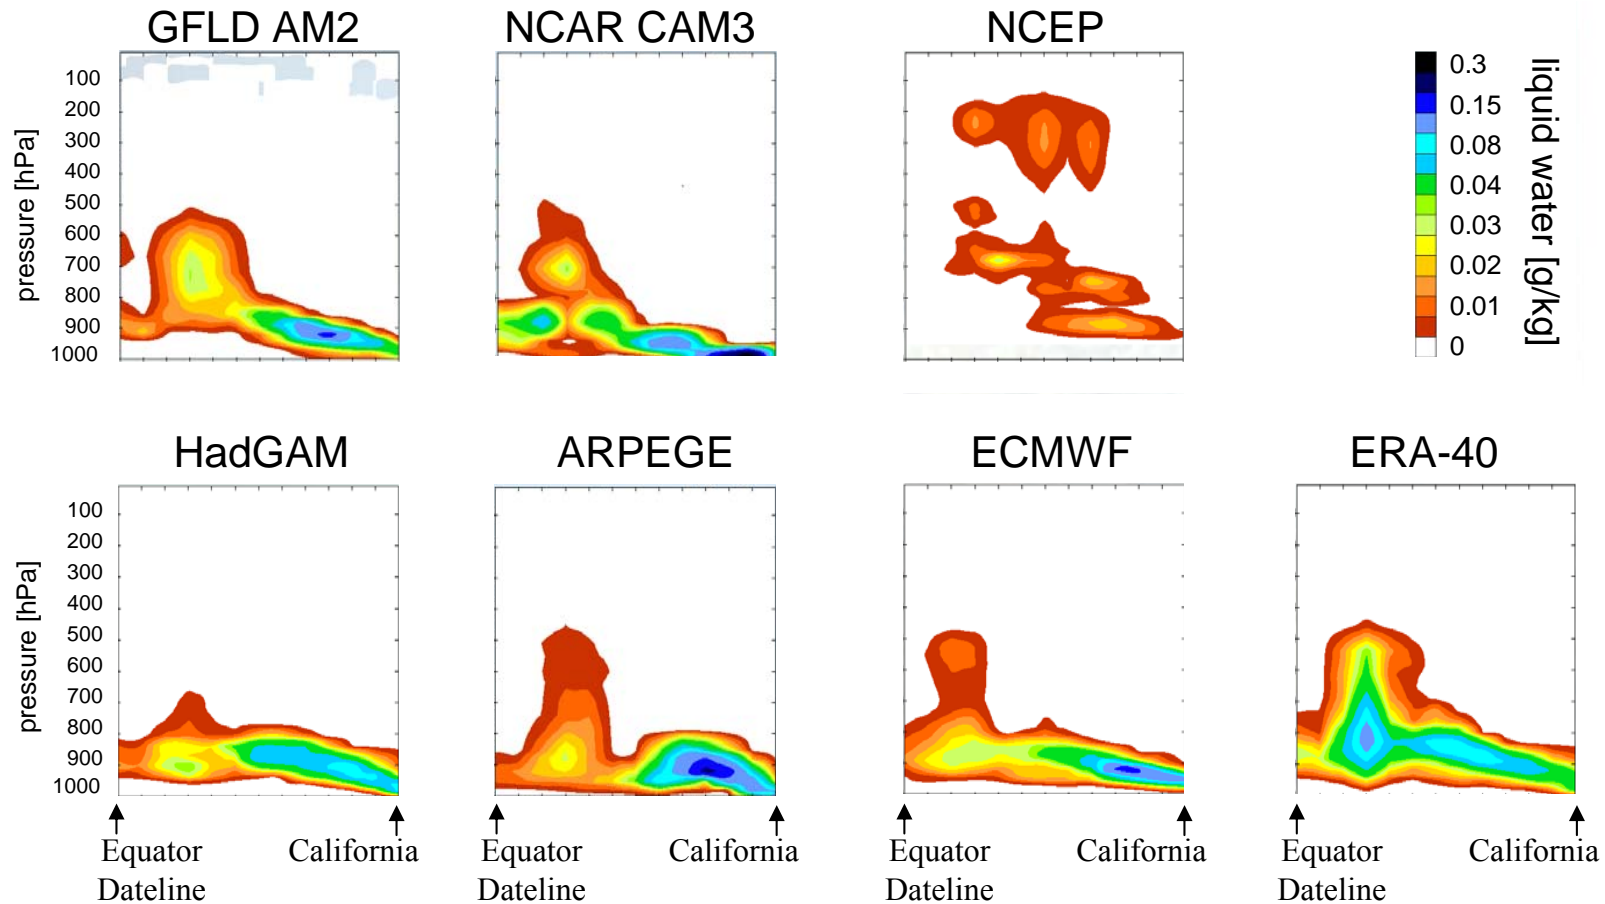 GFLD AM2
NCAR CAM3
NCEP
pressure [hPa]
100
200
300
400
500
600
700
800
900
1000
0.3
0.15
0.08
0.04
0.03
0.02
0.01
0
liquid water [g/kg]
HadGAM
ARPEGE
ECMWF
ERA-40
pressure [hPa]
100
200
300
400
500
600
700
800
900
1000
Equator
Dateline
California
Equator
Dateline
California
Equator
Dateline
California
Equator
Dateline
California